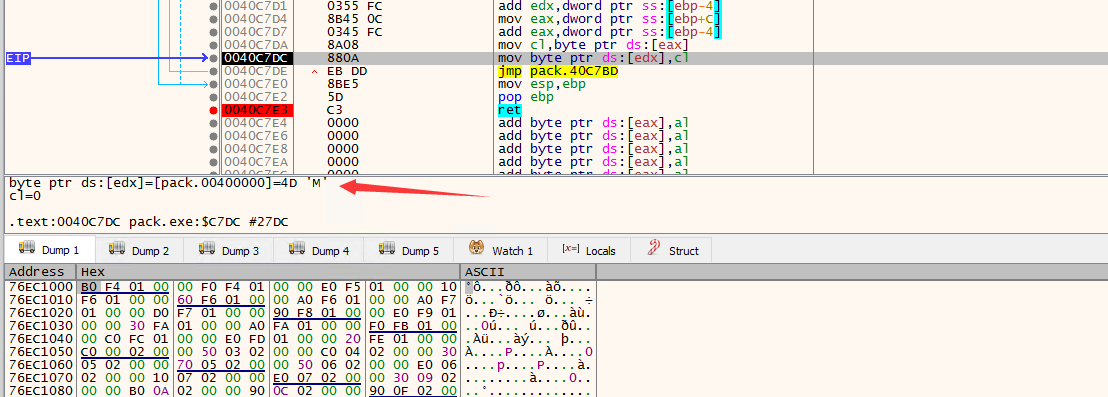 0040C7D1 0355 FC add edx,dword ptr ss:[ebp-4]
0040C7D4 8B45 0C mov eax,dword ptr ss:[ebp+C]
0040C7D7 0345 FC add eax,dword ptr ss:[ebp-4]
0040C7DA 8A08 mov cl,byte ptr ds:[eax]
EIP 0040C7DC 880A mov byte ptr ds:[edx],cl
0040C7DE ^ EB DD jmp pack.40C7BD
0040C7E0 8BE5 mov esp,ebp
0040C7E2 5D pop ebp
0040C7E3 C3 ret
0040C7E4 0000 add byte ptr ds:[eax],al
0040C7E6 0000 add byte ptr ds:[eax],al
0040C7E8 0000 add byte ptr ds:[eax],al
0040C7EA 0000 add byte ptr ds:[eax],al
byte ptr ds:[edx]=[pack.00400000]=4D 'M'
cl=0
.text:0040C7DC pack.exe:$C7DC #27DC
Dump 1 Dump 2 Dump 3 Dump 4 Dump 5 Watch 1 [x=] Locals Struct
Address Hex ASCII
76EC1000 B0 F4 01 00 00 F0 F4 01 00 00 E0 F5 01 00 00 10 °ô...ðô...àõ....
76EC1010 F6 01 00 00 60 F6 01 00 00 A0 F6 01 00 00 A0 F7 ö...`ö... ö... ÷
76EC1020 01 00 00 D0 F7 01 00 00 90 F8 01 00 00 E0 F9 01 ...Ð÷....ø...àù.
76EC1030 00 00 30 FA 01 00 00 A0 FA 01 00 00 F0 FB 01 00 ..0ú... ú...ðû..
76EC1040 00 C0 FC 01 00 00 E0 FD 01 00 00 20 FE 01 00 00 .Àü...àý... þ...
76EC1050 C0 00 02 00 00 50 03 02 00 00 C0 04 02 00 00 30 À....P....À....0
76EC1060 05 02 00 00 70 05 02 00 00 50 06 02 00 00 E0 06 ....p....P....à.
76EC1070 02 00 00 10 07 02 00 00 E0 07 02 00 00 30 09 02 ........à....0..
76EC1080 00 00 B0 0A 02 00 00 90 0C 02 00 00 90 0F 02 00 ..°.............